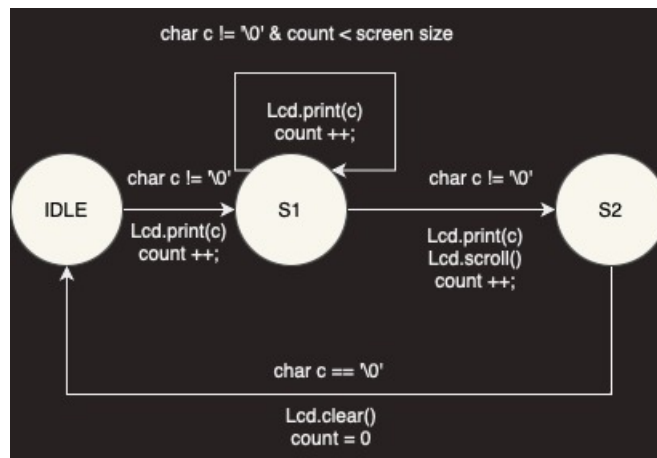 char c != '\0' & count < screen size
Lcd.print(c)
count ++;
char c != '\0'
char c != '\0'
IDLE
S1
S2
Lcd.print(c)
count ++;
Lcd.print(c)
Lcd.scroll()
count ++;
char c == '\0'
Lcd.clear()
count = 0